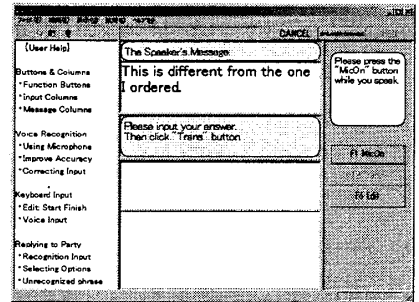 CANCEL
(User Help)
Buttons & Columns
*Function Buttons
*Input Columns
*Message Columns
Voice Recognition
*Using Microphone
*Improve Accuracy
*Correcting Input
Keyboard Input
*Edit: Start Finish
*Voice Input
Replying to Party
*Recognition Input
*Selecting Options
*Unrecognized phrase
The Speaker's Message
This is different from the one
I ordered.
Please input your answer.
Then click "Trans" button
Please press the
"MicOn" button
while you speak.
F1 MicOn
F6 Edit